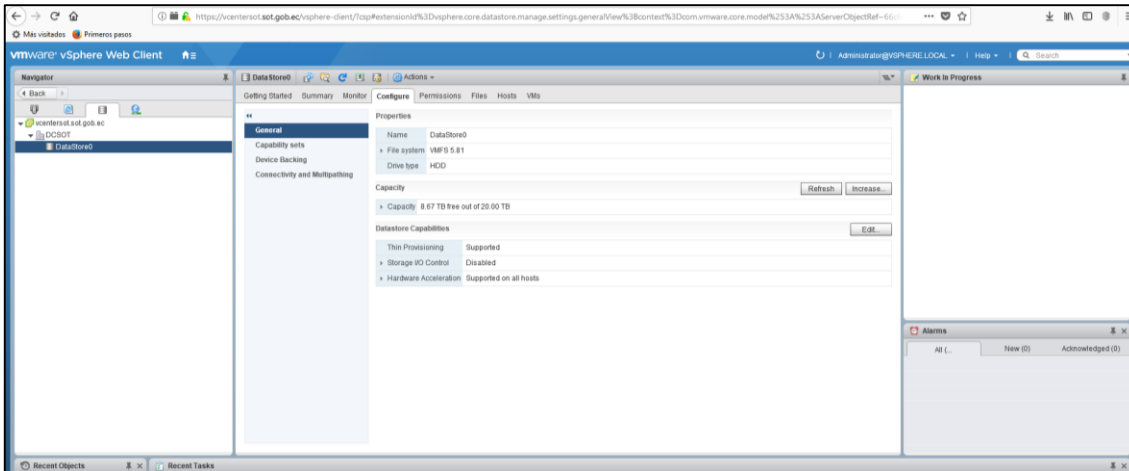 https://vcentersot.sot.gob.ec/vsphere-client/?csp#extensionId%3Dvsphere.core.datastore.manage.settings.generalView%3Bcontext%3Dcom.vmware.core.model%253A%253AServerObjectRef~66c
Más visitados Primeros pasos
vmware® vSphere Web Client
Administrator@VSPHERE.LOCAL Help Search
Navigator
Back
vcentersot.sot.gob.ec
DCSOT
DataStore0
DataStore0 Actions
Getting Started Summary Monitor Configure Permissions Files Hosts VMs
General
Capability sets
Device Backing
Connectivity and Multipathing
Properties
Name DataStore0
File system VMFS 5.81
Drive type HDD
Capacity Refresh Increase...
Capacity 8.67 TB free out of 20.00 TB
Datastore Capabilities Edit...
Thin Provisioning Supported
Storage I/O Control Disabled
Hardware Acceleration Supported on all hosts
Work In Progress
Alarms
All (... New (0) Acknowledged (0)
Recent Objects Recent Tasks